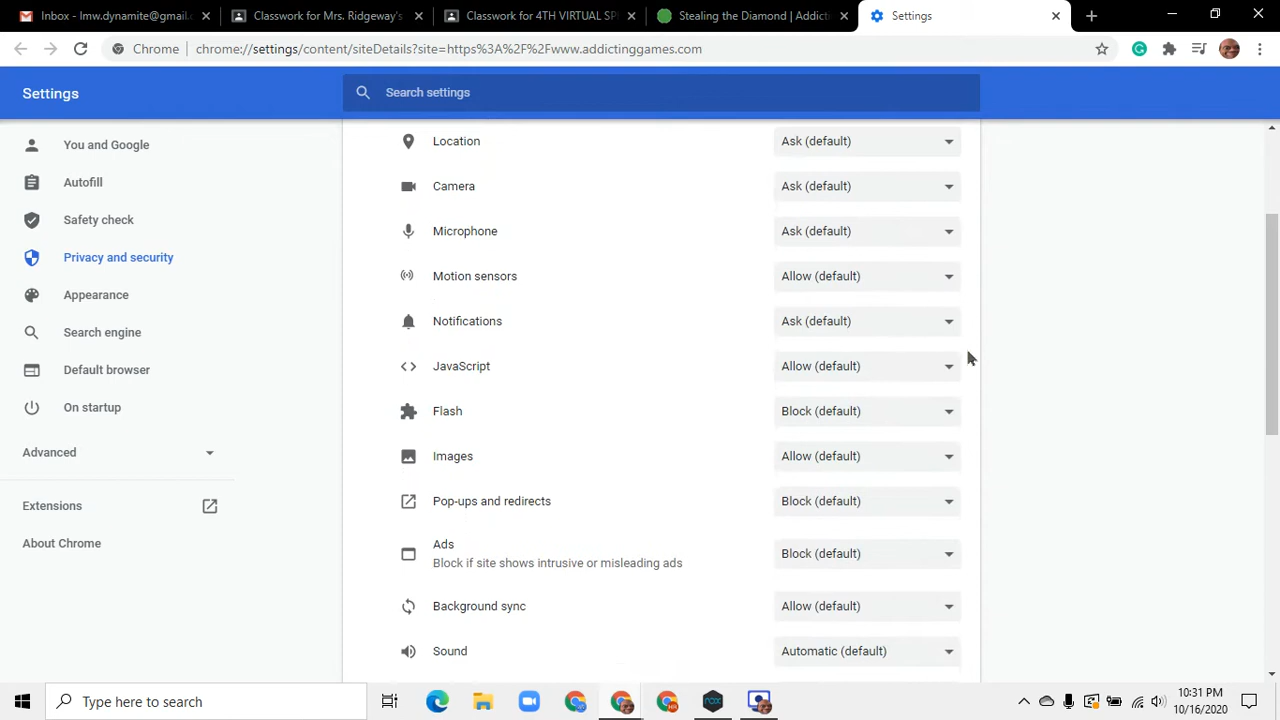 Inbox - lmw.dynamite@gmail.c
Classwork for Mrs. Ridgeway's
Classwork for 4TH VIRTUAL SP
Stealing the Diamond | Addicti
Settings
Chrome
chrome://settings/content/siteDetails?site=https%3A%2F%2Fwww.addictinggames.com
Settings
Search settings
You and Google
Autofill
Safety check
Privacy and security
Appearance
Search engine
Default browser
On startup
Advanced
Extensions
About Chrome
Location Ask (default)
Camera Ask (default)
Microphone Ask (default)
Motion sensors Allow (default)
Notifications Ask (default)
JavaScript Allow (default)
Flash Block (default)
Images Allow (default)
Pop-ups and redirects Block (default)
Ads
Block if site shows intrusive or misleading ads Block (default)
Background sync Allow (default)
Sound Automatic (default)
Type here to search
nox
10:31 PM
10/16/2020